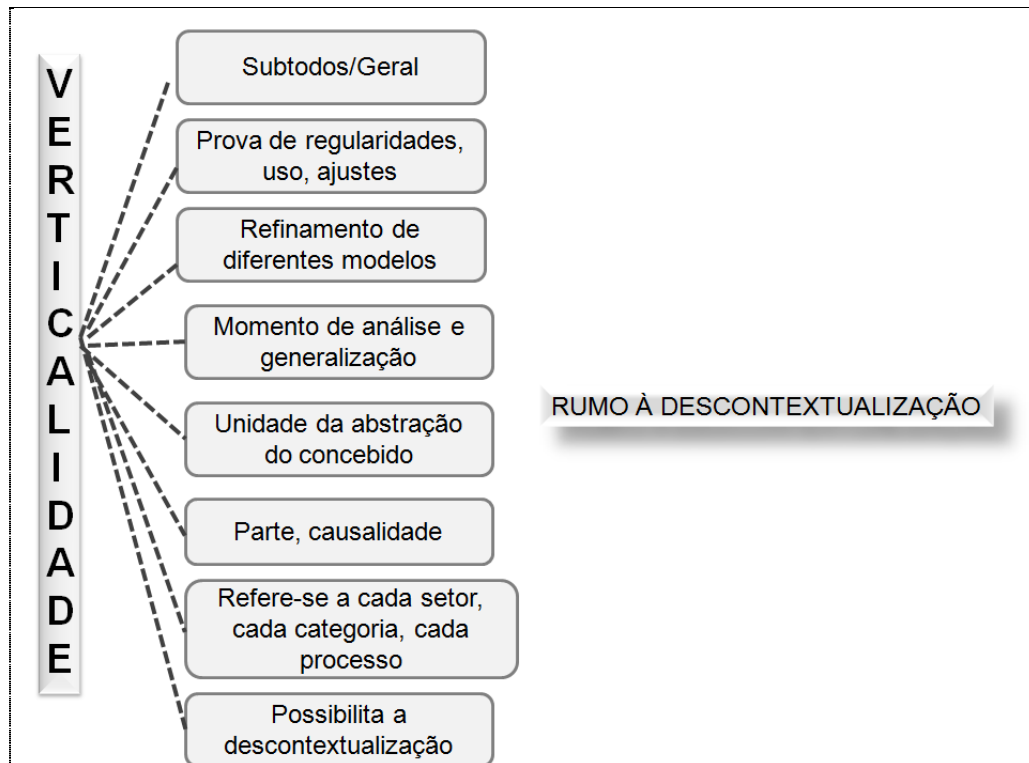 VERTICALIDADE
Subtodos/Geral
Prova de regularidades,
uso, ajustes
Refinamento de
diferentes modelos
Momento de análise e
generalização
Unidade da abstração
do concebido
Parte, causalidade
Refere-se a cada setor,
cada categoria, cada
processo
Possibilita a
descontextualização
RUMO À DESCONTEXTUALIZAÇÃO